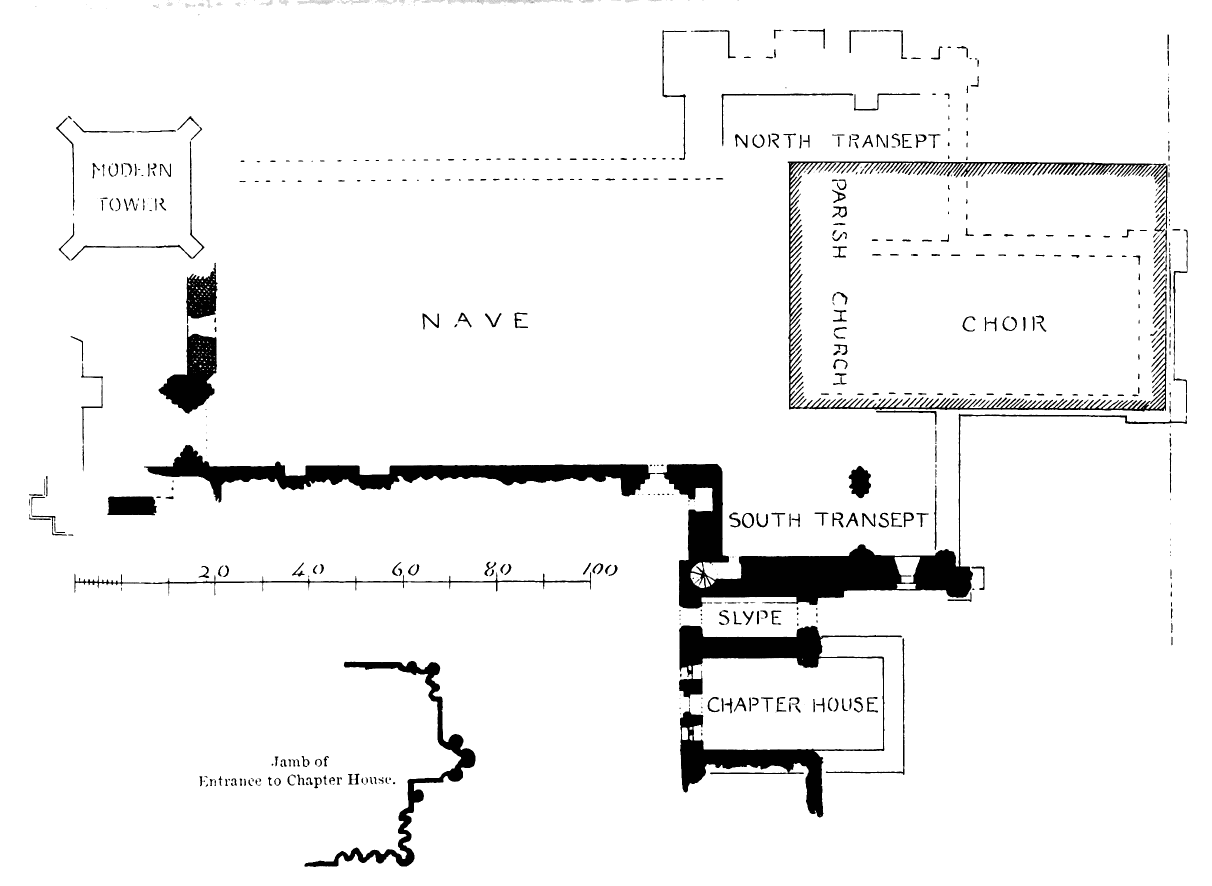 NORTH TRANSEPT
MODERN
TOWER
PARISH CHURCH
NAVE
CHOIR
SOUTH TRANSEPT
20 40 60 80 100
SLYPE
CHAPTER HOUSE
Jamb of
Entrance to Chapter House.